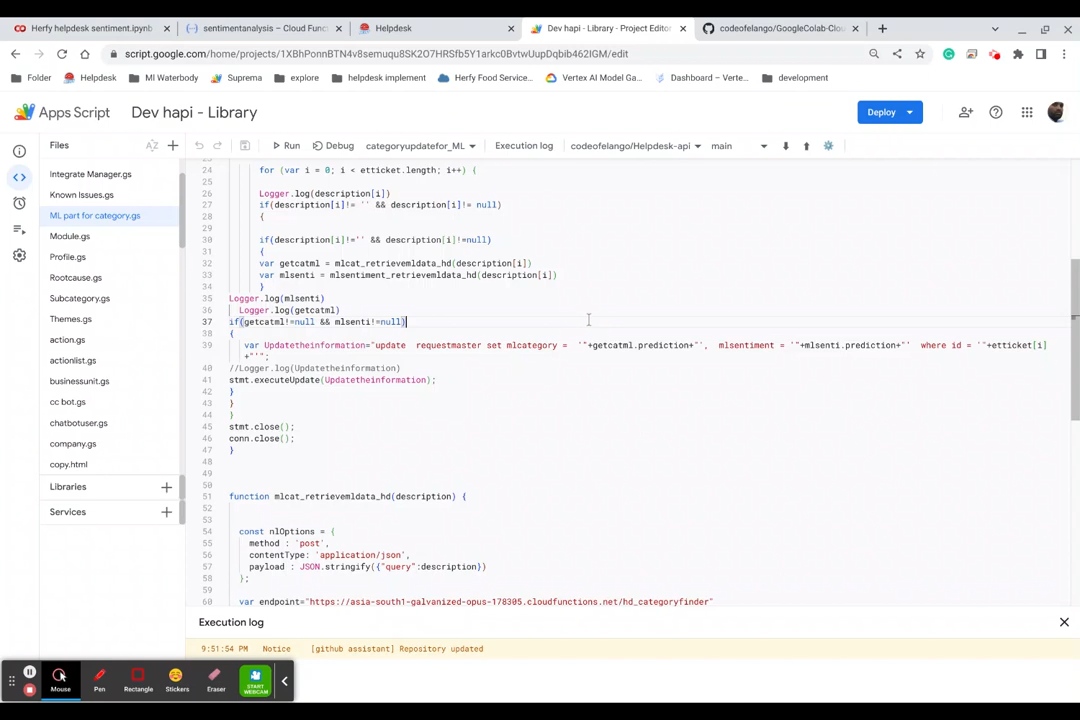 Herfy helpdesk sentiment.ipynb
sentimentanalysis – Cloud Func
Helpdesk
Dev hapi - Library - Project Editor
codeofelango/GoogleColab-Cloud
script.google.com/home/projects/1XBhPonnBTN4v8semuqu8SK2O7HRSfb5Y1arkc0BvtwUupDqbib462IGM/edit
Folder
Helpdesk
MI Waterbody
Suprema
explore
helpdesk implement
Herfy Food Service...
Vertex AI Model Ga...
Dashboard – Verte...
development
Apps Script
Dev hapi - Library
Deploy
Files
AZ
Run
Debug
categoryupdatefor_ML
Execution log
codeofelango/Helpdesk-api
main
Integrate Manager.gs
Known Issues.gs
ML part for category.gs
Module.gs
Profile.gs
Rootcause.gs
Subcategory.gs
Themes.gs
action.gs
actionlist.gs
businessunit.gs
cc bot.gs
chatbotuser.gs
company.gs
copy.html
Libraries
Services
23
24 for (var i = 0; i < etticket.length; i++) {
25
26 Logger.log(description[i])
27 if(description[i]!= '' && description[i]!= null)
28 {
29
30 if(description[i]!='' && description[i]!=null)
31 {
32 var getcatml = mlcat_retrievemldata_hd(description[i])
33 var mlsenti = mlsentiment_retrievemldata_hd(description[i])
34 }
35 Logger.log(mlsenti)
36 Logger.log(getcatml)
37 if(getcatml!=null && mlsenti!=null)
38 {
39 var Updatetheinformation="update requestmaster set mlcategory = '"+getcatml.prediction+"', mlsentiment = '"+mlsenti.prediction+"' where id = '"+etticket[i]
+"'";
40 //Logger.log(Updatetheinformation)
41 stmt.executeUpdate(Updatetheinformation);
42 }
43 }
44 }
45 stmt.close();
46 conn.close();
47 }
48
49
50
51 function mlcat_retrievemldata_hd(description) {
52
53
54 const nlOptions = {
55 method : 'post',
56 contentType: 'application/json',
57 payload : JSON.stringify({"query":description})
58 };
59
60 var endpoint="https://asia-south1-galvanized-opus-178305.cloudfunctions.net/hd_categoryfinder"
Execution log
9:51:54 PM Notice [github assistant] Repository updated
Mouse
Pen
Rectangle
Stickers
Eraser
START
WEBCAM